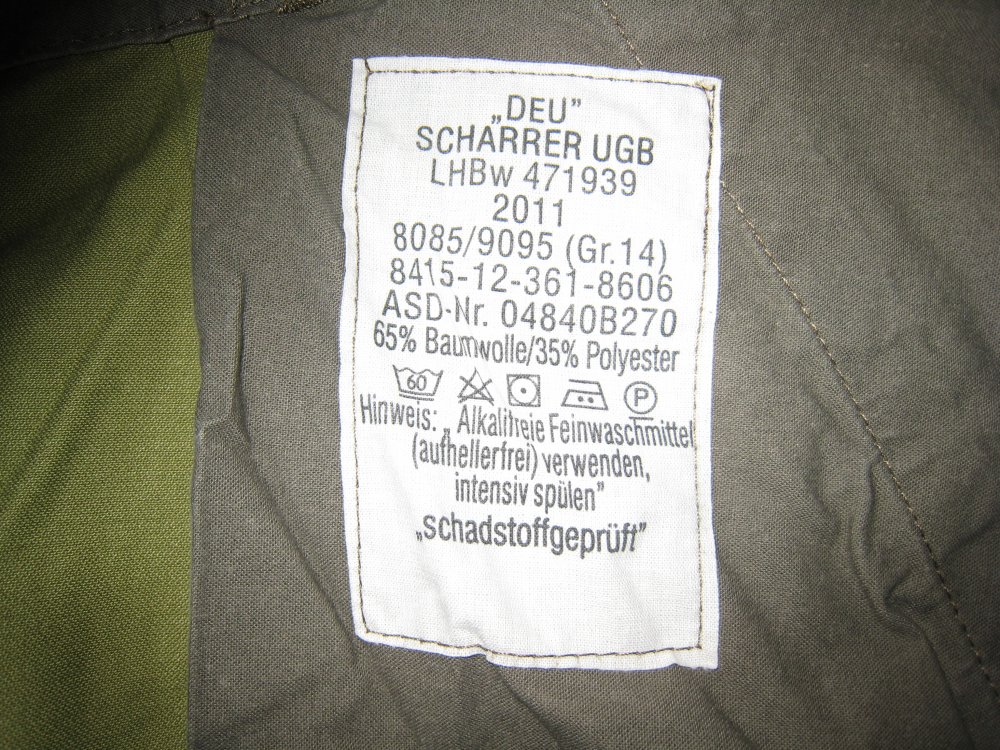 „DEU”
SCHARRER UGB
LHBw 471939
2011
8085/9095 (Gr.14)
8415-12-361-8606
ASD-Nr. 04840B270
65% Baumwolle/35% Polyester
60 P
Hinweis: „Alkalifreie Feinwaschmittel
(aufhellerfrei) verwenden,
intensiv spülen”
„schadstoffgeprüft”